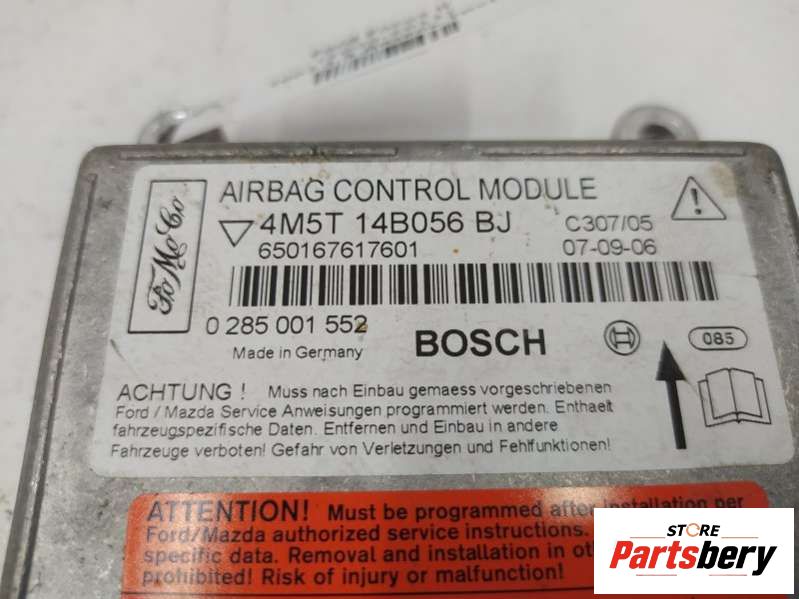 AIRBAG CONTROL MODULE
FoMoCo
4M5T 14B056 BJ C307/05
650167617601 07-09-06
0 285 001 552 BOSCH 085
Made in Germany
ACHTUNG ! Muss nach Einbau gemaess vorgeschriebenen
Ford / Mazda Service Anweisungen programmiert werden. Enthaelt
fahrzeugspezifische Daten. Entfernen und Einbau in andere
Fahrzeuge verboten! Gefahr von Verletzungen und Fehlfunktionen!
ATTENTION! Must be programmed after installation per
Ford/Mazda authorized service instructions.
specific data. Removal and installation in
prohibited! Risk of injury or malfunction!
STORE
Partsbery